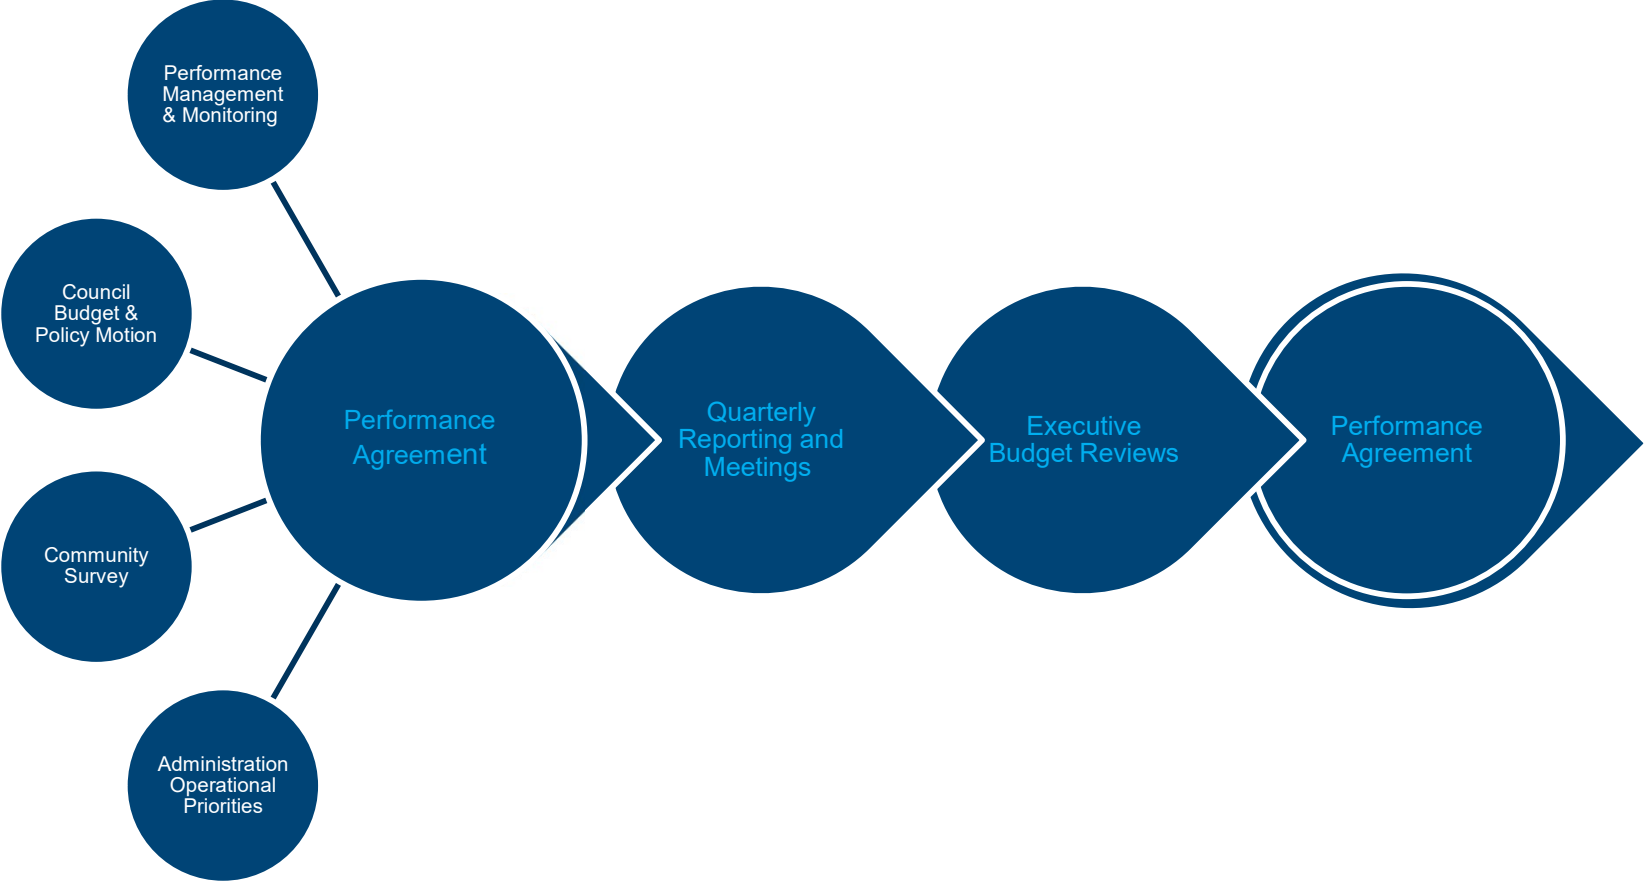 Performance
Management
& Monitoring
Council
Budget &
Policy Motion
Community
Survey
Administration
Operational
Priorities
Performance
Agreement
Quarterly
Reporting and
Meetings
Executive
Budget Reviews
Performance
Agreement